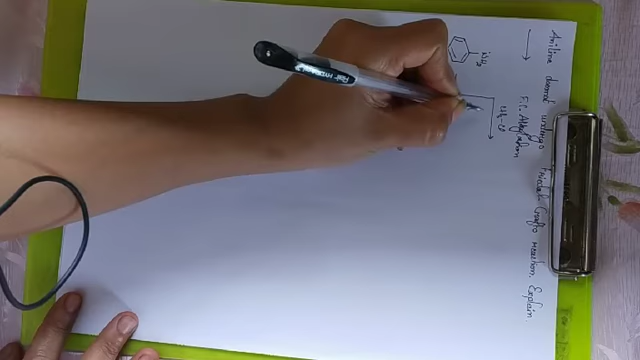 Aniline doesnot undergo Friedel Crafts reaction. Explain.
F.C. Alkylation
CH₃-Cl
NH₂